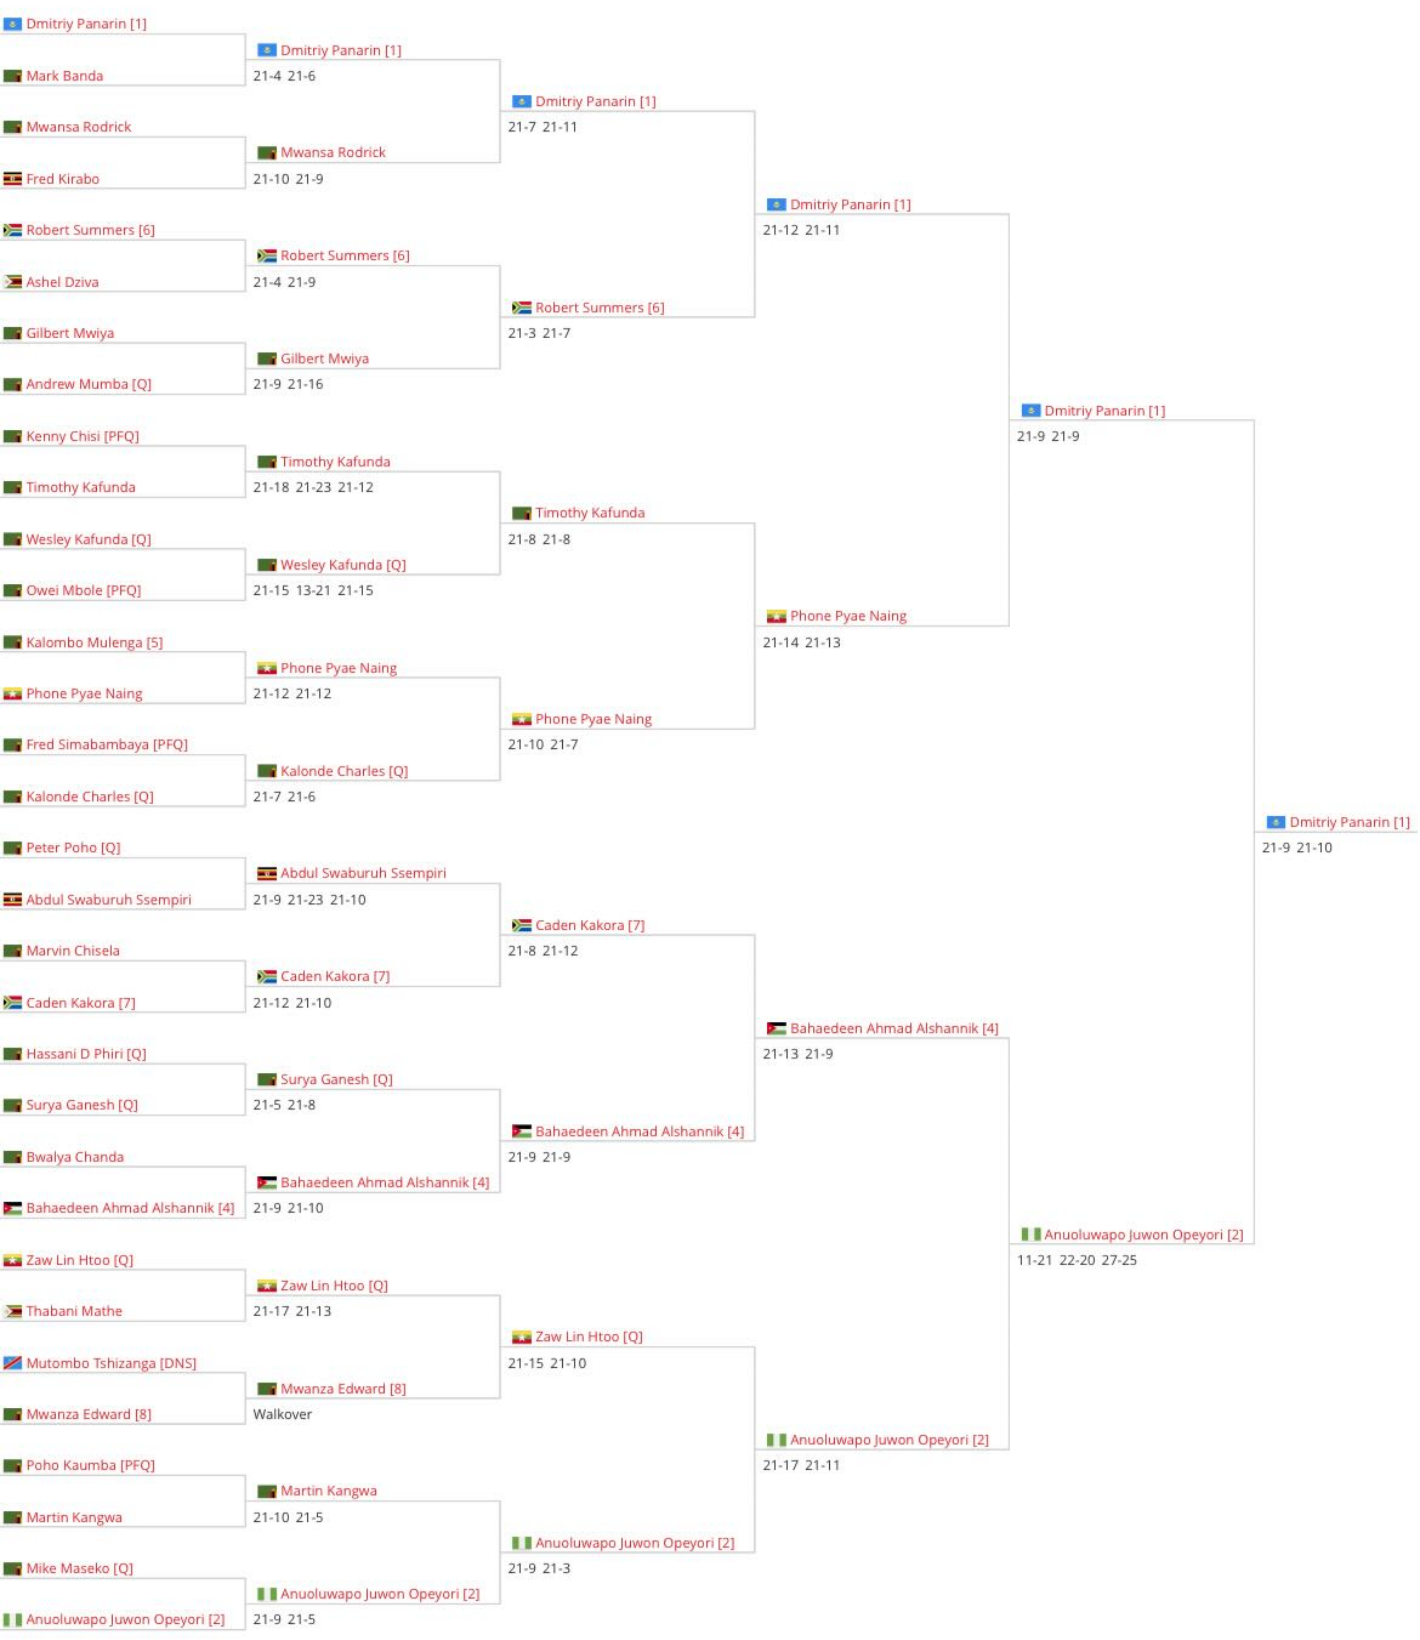 Dmitriy Panarin [1]
Dmitriy Panarin [1]
Mark Banda
21-4 21-6
Dmitriy Panarin [1]
Mwansa Rodrick
21-7 21-11
Mwansa Rodrick
Fred Kirabo
21-10 21-9
Dmitriy Panarin [1]
Robert Summers [6]
21-12 21-11
Robert Summers [6]
Ashel Dziva
21-4 21-9
Robert Summers [6]
Gilbert Mwiya
21-3 21-7
Gilbert Mwiya
Andrew Mumba [Q]
21-9 21-16
Dmitriy Panarin [1]
Kenny Chisi [PFQ]
21-9 21-9
Timothy Kafunda
Timothy Kafunda
21-18 21-23 21-12
Timothy Kafunda
Wesley Kafunda [Q]
21-8 21-8
Wesley Kafunda [Q]
Owei Mbole [PFQ]
21-15 13-21 21-15
Phone Pyae Naing
Kalombo Mulenga [5]
21-14 21-13
Phone Pyae Naing
Phone Pyae Naing
21-12 21-12
Phone Pyae Naing
Fred Simabambaya [PFQ]
21-10 21-7
Kalonde Charles [Q]
Kalonde Charles [Q]
21-7 21-6
Dmitriy Panarin [1]
Peter Poho [Q]
21-9 21-10
Abdul Swaburuh Ssempiri
Abdul Swaburuh Ssempiri
21-9 21-23 21-10
Caden Kakora [7]
Marvin Chisela
21-8 21-12
Caden Kakora [7]
Caden Kakora [7]
21-12 21-10
Bahaedeen Ahmad Alshannik [4]
Hassani D Phiri [Q]
21-13 21-9
Surya Ganesh [Q]
Surya Ganesh [Q]
21-5 21-8
Bahaedeen Ahmad Alshannik [4]
Bwalya Chanda
21-9 21-9
Bahaedeen Ahmad Alshannik [4]
Bahaedeen Ahmad Alshannik [4]
21-9 21-10
Anuoluwapo Juwon Opeyori [2]
Zaw Lin Htoo [Q]
11-21 22-20 27-25
Zaw Lin Htoo [Q]
Thabani Mathe
21-17 21-13
Zaw Lin Htoo [Q]
Mutombo Tshizanga [DNS]
21-15 21-10
Mwanza Edward [8]
Mwanza Edward [8]
Walkover
Anuoluwapo Juwon Opeyori [2]
Poho Kaumba [PFQ]
21-17 21-11
Martin Kangwa
Martin Kangwa
21-10 21-5
Anuoluwapo Juwon Opeyori [2]
Mike Maseko [Q]
21-9 21-3
Anuoluwapo Juwon Opeyori [2]
Anuoluwapo Juwon Opeyori [2]
21-9 21-5